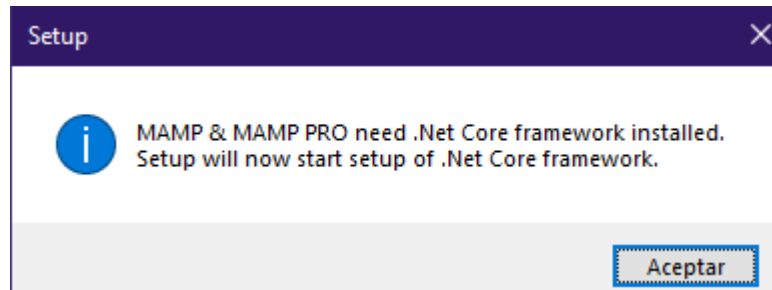 Setup
MAMP & MAMP PRO need .Net Core framework installed.
Setup will now start setup of .Net Core framework.
Aceptar